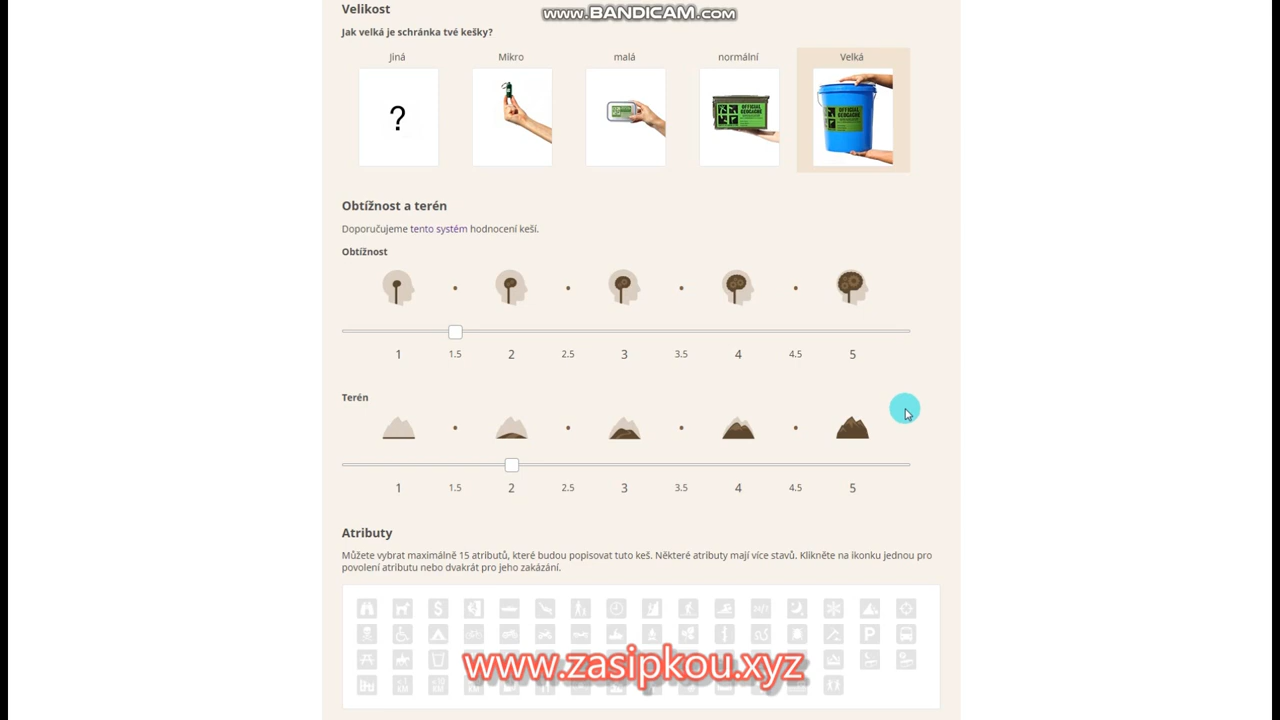 Velikost
www.BANDICAM.com
Jak velká je schránka tvé kešky?
Jiná
Mikro
malá
normální
Velká
?
OFFICIAL GEOCACHE
OFFICIAL GEOCACHE
Obtížnost a terén
Doporučujeme tento systém hodnocení keší.
Obtížnost
1 1.5 2 2.5 3 3.5 4 4.5 5
Terén
1 1.5 2 2.5 3 3.5 4 4.5 5
Atributy
Můžete vybrat maximálně 15 atributů, které budou popisovat tuto keš. Některé atributy mají více stavů. Klikněte na ikonku jednou pro
povolení atributu nebo dvakrát pro jeho zakázání.
www.zasipkou.xyz